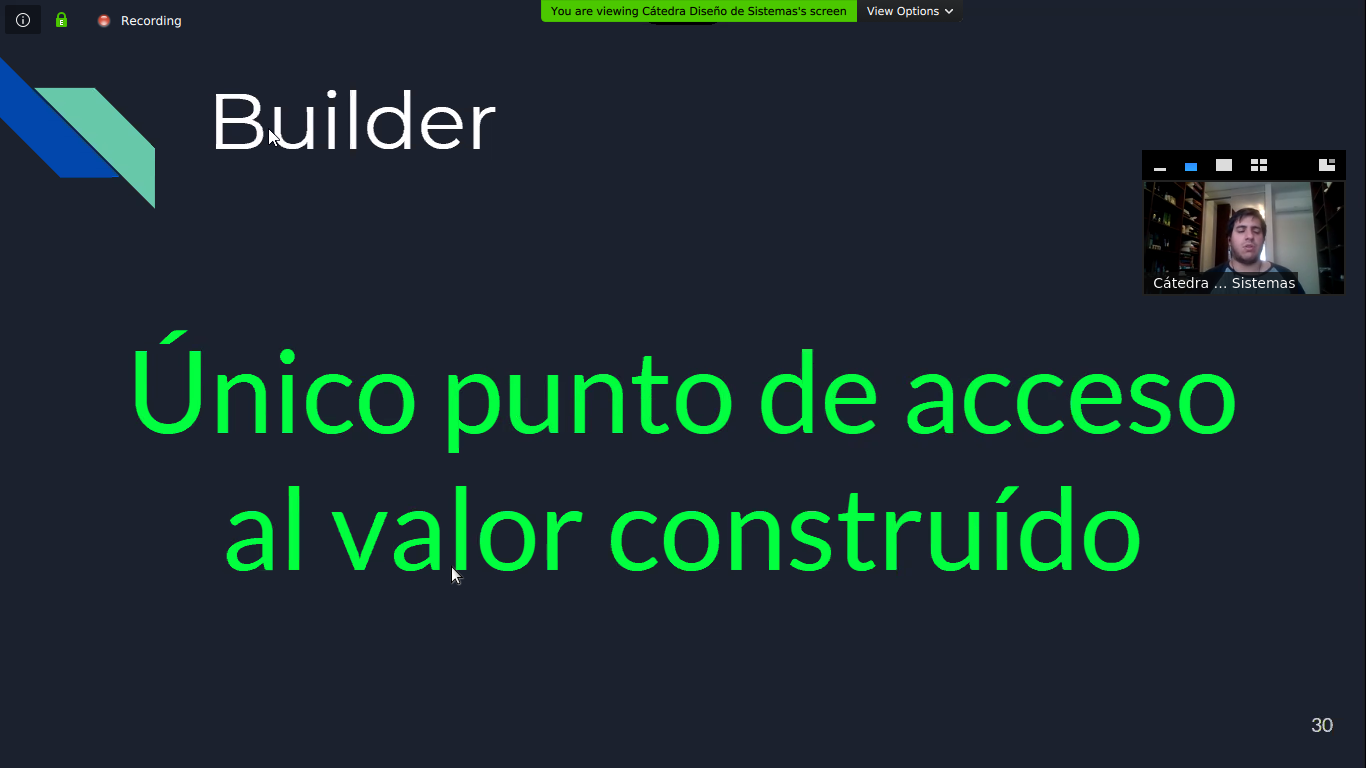 Recording
You are viewing Cátedra Diseño de Sistemas's screen
View Options
Builder
Cátedra ... Sistemas
Único punto de acceso
al valor construído
30